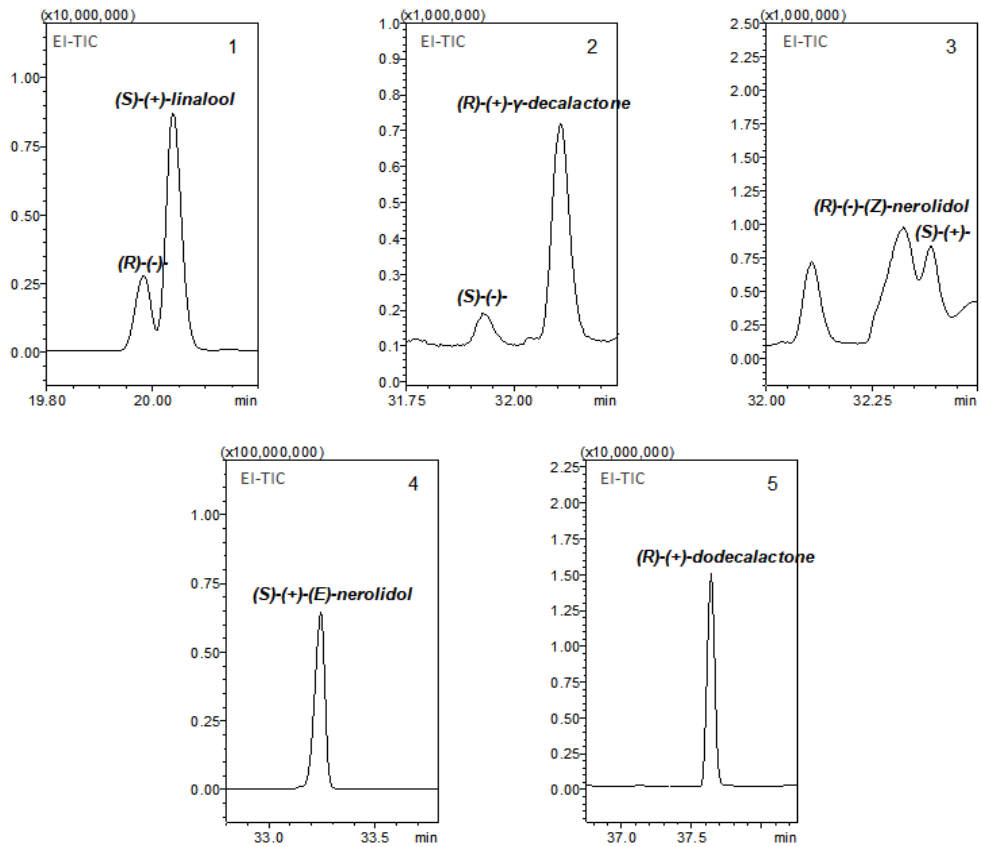 (x10,000,000)
EI-TIC 1
(S)-(+)-linalool
(R)-(-)-
1.00
0.75
0.50
0.25
0.00
19.80 20.00 min
(x1,000,000)
EI-TIC 2
(R)-(+)-γ-decalactone
(S)-(-)-
1.0
0.9
0.8
0.7
0.6
0.5
0.4
0.3
0.2
0.1
0.0
31.75 32.00 min
(x1,000,000)
EI-TIC 3
(R)-(-)-(Z)-nerolidol
(S)-(+)-
2.50
2.25
2.00
1.75
1.50
1.25
1.00
0.75
0.50
0.25
0.00
32.00 32.25 min
(x100,000,000)
EI-TIC 4
(S)-(+)-(E)-nerolidol
1.00
0.75
0.50
0.25
0.00
33.0 33.5 min
(x10,000,000)
EI-TIC 5
(R)-(+)-dodecalactone
2.25
2.00
1.75
1.50
1.25
1.00
0.75
0.50
0.25
0.00
37.0 37.5 min